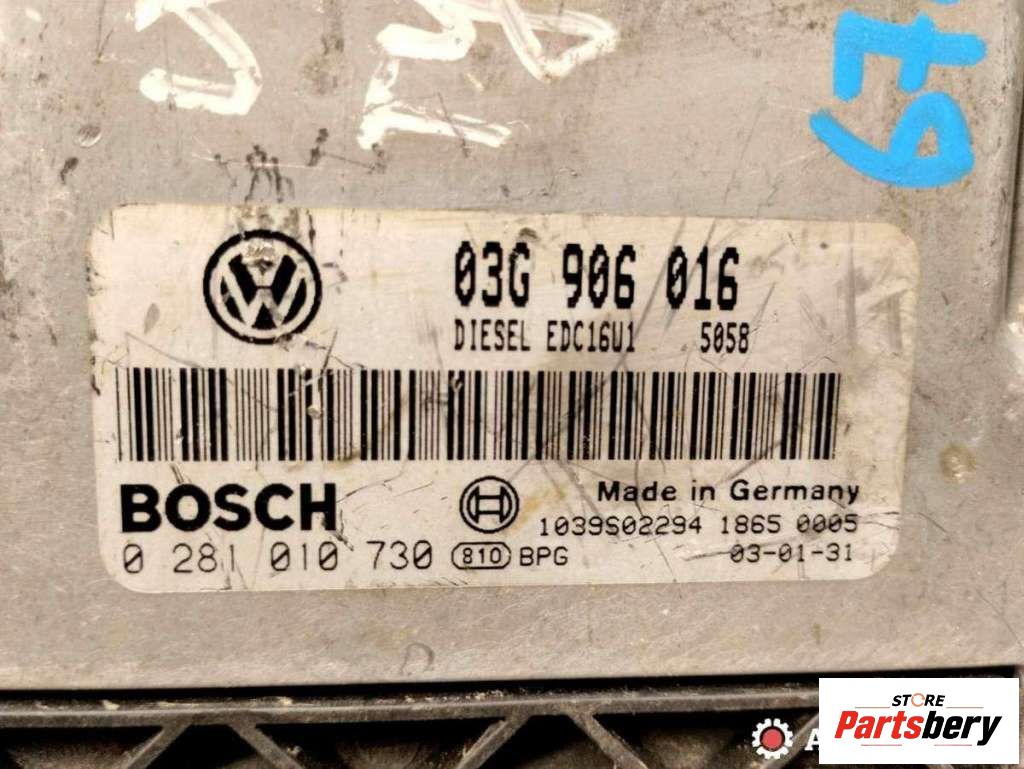 03G 906 016
DIESEL EDC16U1 5058
BOSCH
Made in Germany
1039S02294 1865 0005
0 281 010 730 810 BPG
03-01-31
STORE
Partsbery